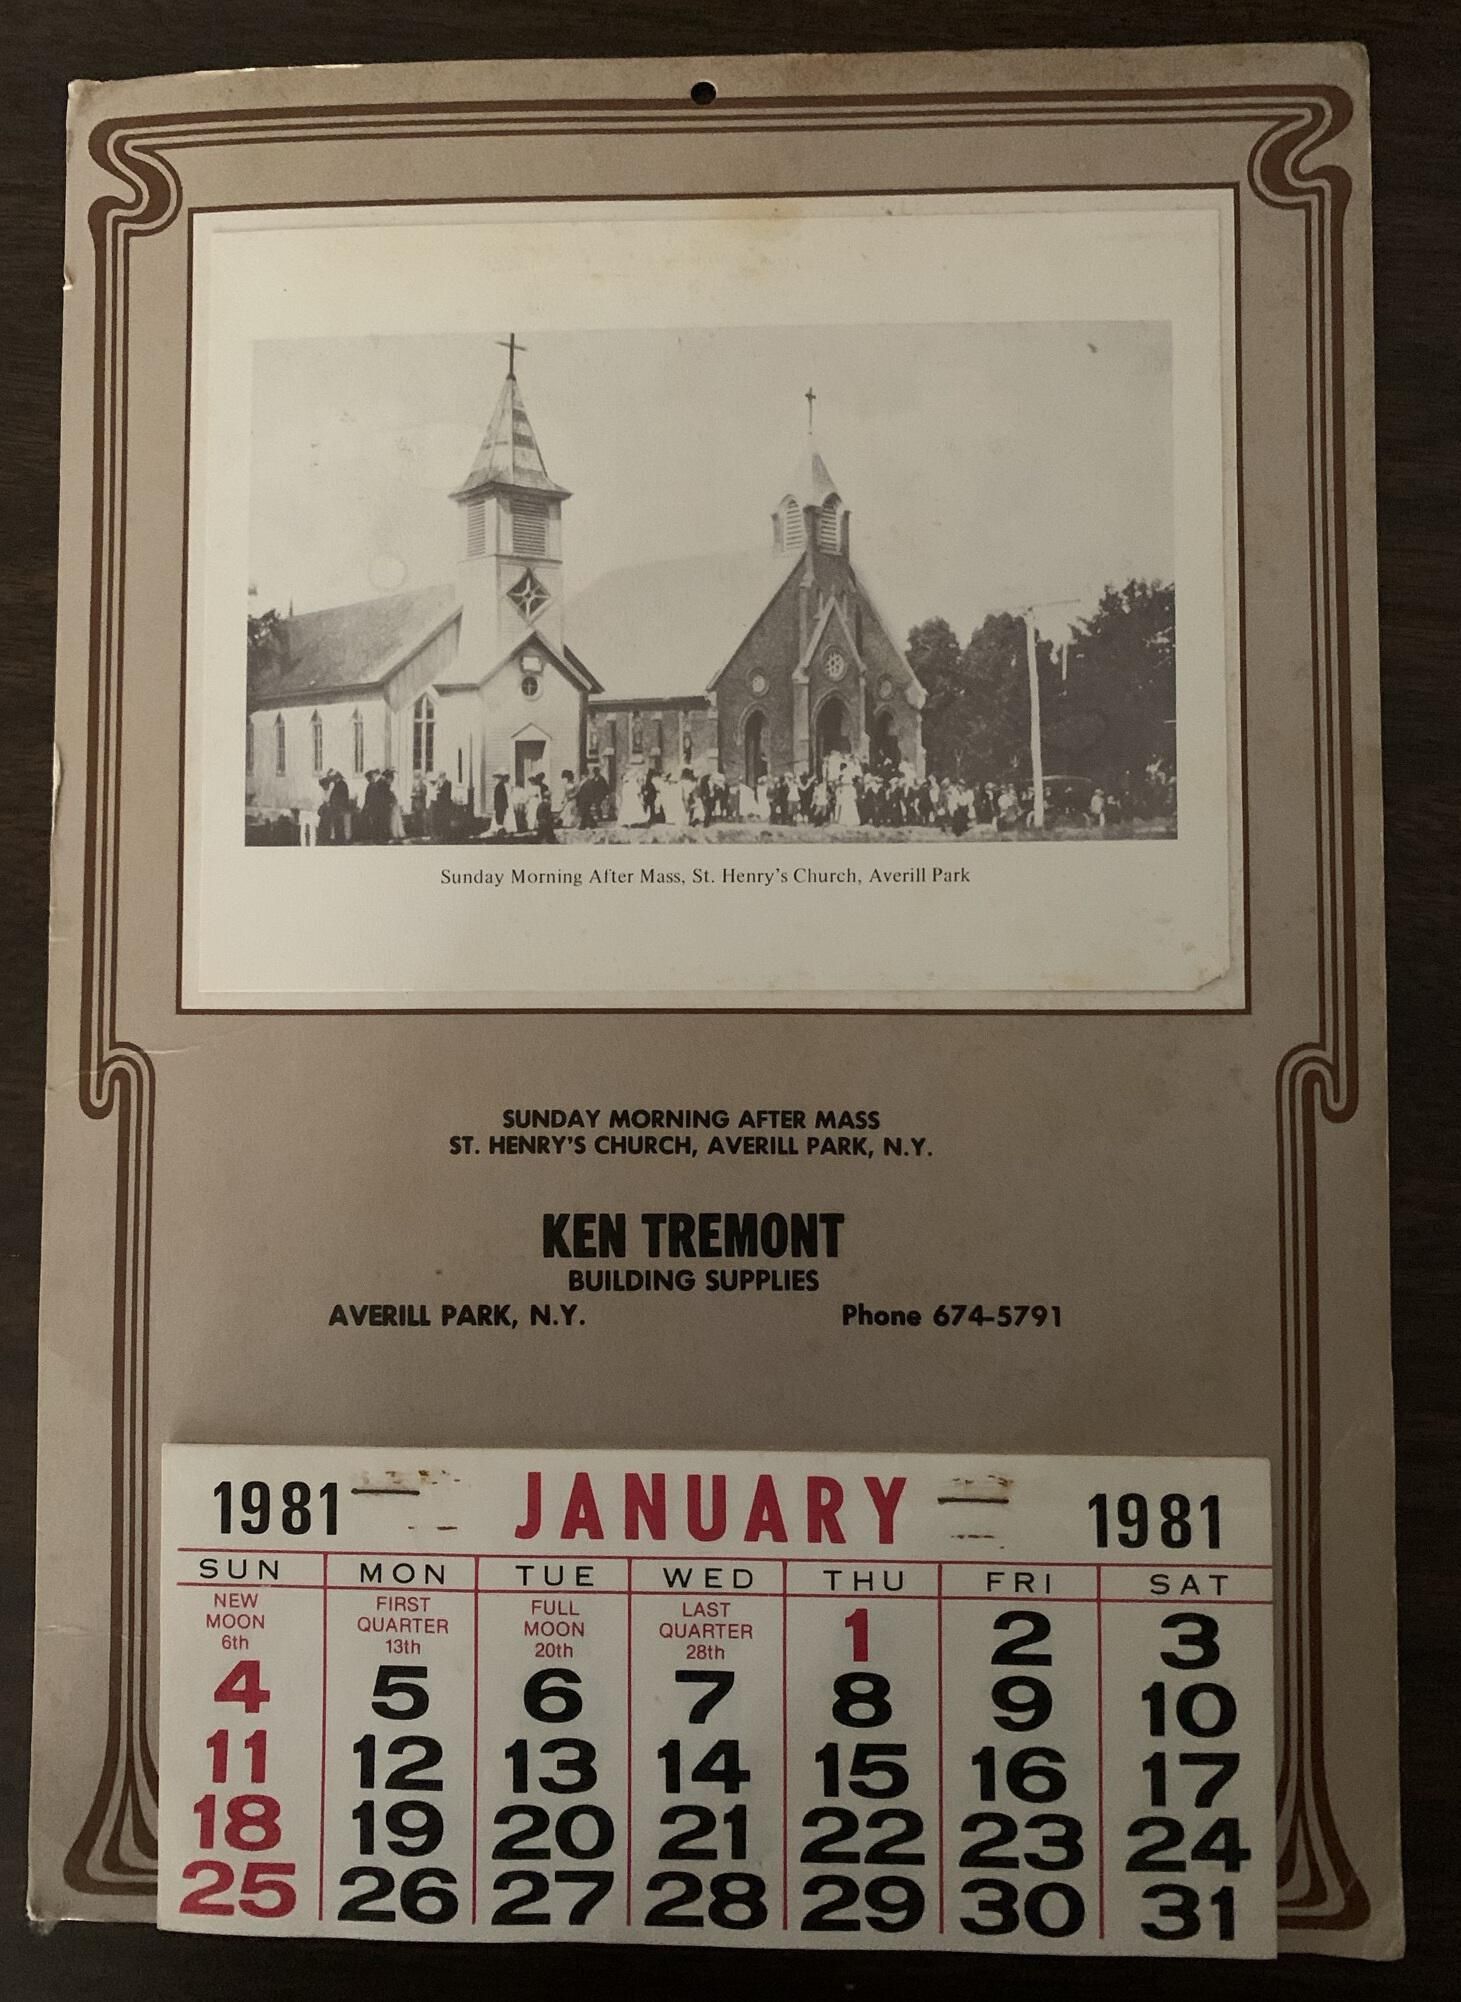 Sunday Morning After Mass, St. Henry's Church, Averill Park
SUNDAY MORNING AFTER MASS
ST. HENRY'S CHURCH, AVERILL PARK, N.Y.
KEN TREMONT
BUILDING SUPPLIES
AVERILL PARK, N.Y. Phone 674-5791
1981 JANUARY 1981
SUN MON TUE WED THU FRI SAT
NEW MOON 6th FIRST QUARTER 13th FULL MOON 20th LAST QUARTER 28th 1 2 3
4 5 6 7 8 9 10
11 12 13 14 15 16 17
18 19 20 21 22 23 24
25 26 27 28 29 30 31